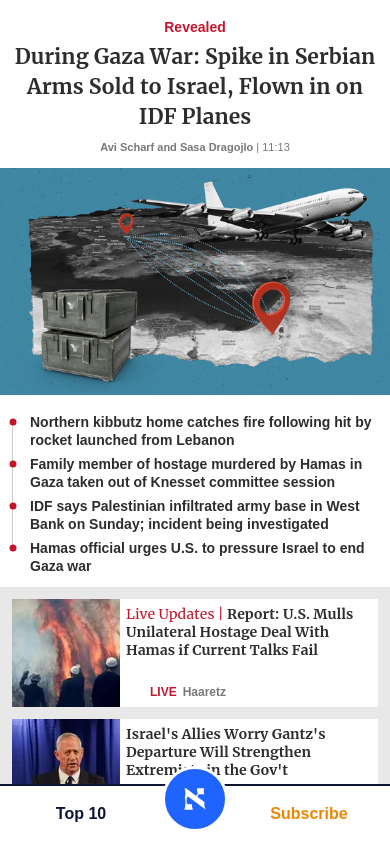 Revealed
During Gaza War: Spike in Serbian
Arms Sold to Israel, Flown in on
IDF Planes
Avi Scharf and Sasa Dragojlo | 11:13
Northern kibbutz home catches fire following hit by
rocket launched from Lebanon
Family member of hostage murdered by Hamas in
Gaza taken out of Knesset committee session
IDF says Palestinian infiltrated army base in West
Bank on Sunday; incident being investigated
Hamas official urges U.S. to pressure Israel to end
Gaza war
Live Updates | Report: U.S. Mulls
Unilateral Hostage Deal With
Hamas if Current Talks Fail
LIVE Haaretz
Israel's Allies Worry Gantz's
Departure Will Strengthen
in the Gov't
Top 10
Subscribe